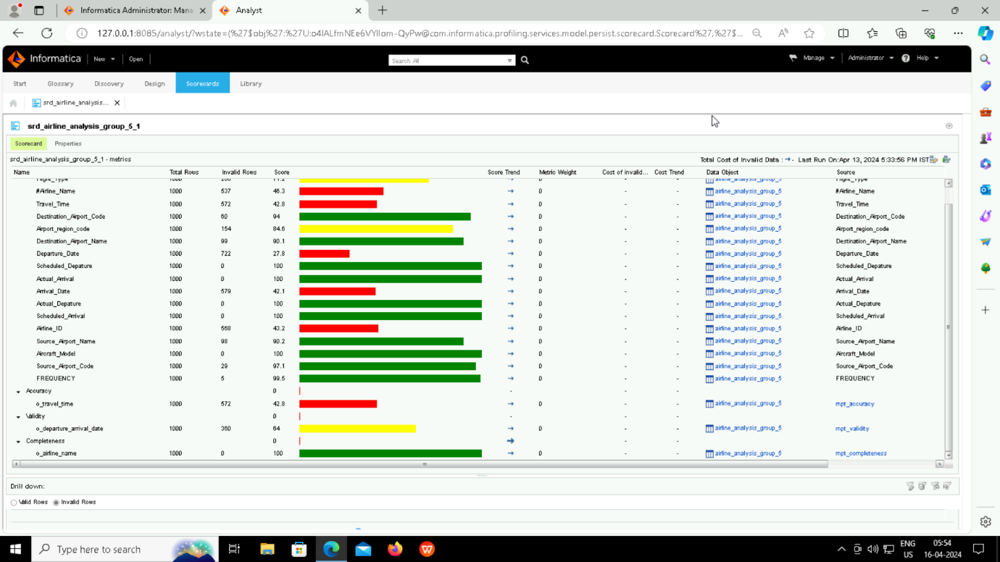 Informatica Administrator: Mana
Analyst
127.0.0.1:8085/analyst/?wstate=(%27$obj%27:%27U:o4IALfmNEe6VYIIom-QyPw@com.informatica.profiling.services.model.persist.scorecard.Scorecard%27,%27$...
Informatica New Open Search All Manage Administrator Help
Start Glossary Discovery Design Scorecards Library
srd_airline_analysis...
srd_airline_analysis_group_5_1
Scorecard Properties
srd_airline_analysis_group_5_1 - metrics Total Cost of Invalid Data : - Last Run On:Apr 13, 2024 5:33:56 PM IST
Name Total Rows Invalid Rows Score Score Trend Metric Weight Cost of invalid... Cost Trend Data Object Source
Flight_Type 1000 0 - - airline_analysis_group_5 Flight_Type
#Airline_Name 1000 537 46.3 0 - - airline_analysis_group_5 #Airline_Name
Travel_Time 1000 572 42.8 0 - - airline_analysis_group_5 Travel_Time
Destination_Airport_Code 1000 60 94 0 - - airline_analysis_group_5 Destination_Airport_Code
Airport_region_code 1000 154 84.6 0 - - airline_analysis_group_5 Airport_region_code
Destination_Airport_Name 1000 99 90.1 0 - - airline_analysis_group_5 Destination_Airport_Name
Departure_Date 1000 722 27.8 0 - - airline_analysis_group_5 Departure_Date
Scheduled_Depature 1000 0 100 0 - - airline_analysis_group_5 Scheduled_Depature
Actual_Arrival 1000 0 100 0 - - airline_analysis_group_5 Actual_Arrival
Arrival_Date 1000 579 42.1 0 - - airline_analysis_group_5 Arrival_Date
Actual_Depature 1000 0 100 0 - - airline_analysis_group_5 Actual_Depature
Scheduled_Arrival 1000 0 100 0 - - airline_analysis_group_5 Scheduled_Arrival
Airline_ID 1000 568 43.2 0 - - airline_analysis_group_5 Airline_ID
Source_Airport_Name 1000 98 90.2 0 - - airline_analysis_group_5 Source_Airport_Name
Aircraft_Model 1000 0 100 0 - - airline_analysis_group_5 Aircraft_Model
Source_Airport_Code 1000 29 97.1 0 - - airline_analysis_group_5 Source_Airport_Code
FREQUENCY 1000 5 99.5 0 - - airline_analysis_group_5 FREQUENCY
Accuracy 0 - - -
o_travel_time 1000 572 42.8 0 - - airline_analysis_group_5 mpt_accuracy
Validity 0 - - -
o_departure_arrival_date 1000 360 64 0 - - airline_analysis_group_5 mpt_validity
Completeness 0 - -
o_airline_name 1000 0 100 0 - - airline_analysis_group_5 mpt_completeness
Drill down:
Valid Rows Invalid Rows
Type here to search
ENG
US
05:54
16-04-2024